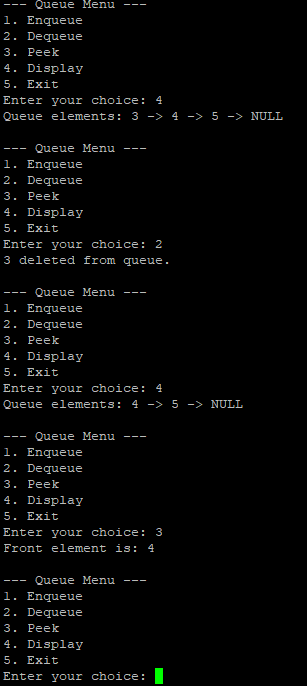 --- Queue Menu ---
1. Enqueue
2. Dequeue
3. Peek
4. Display
5. Exit
Enter your choice: 4
Queue elements: 3 -> 4 -> 5 -> NULL
--- Queue Menu ---
1. Enqueue
2. Dequeue
3. Peek
4. Display
5. Exit
Enter your choice: 2
3 deleted from queue.
--- Queue Menu ---
1. Enqueue
2. Dequeue
3. Peek
4. Display
5. Exit
Enter your choice: 4
Queue elements: 4 -> 5 -> NULL
--- Queue Menu ---
1. Enqueue
2. Dequeue
3. Peek
4. Display
5. Exit
Enter your choice: 3
Front element is: 4
--- Queue Menu ---
1. Enqueue
2. Dequeue
3. Peek
4. Display
5. Exit
Enter your choice: